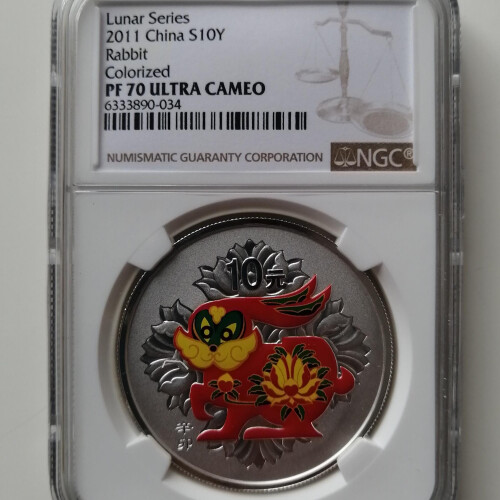 Lunar Series
2011 China S10Y
Rabbit
Colorized
PF 70 ULTRA CAMEO
6333890-034
NUMISMATIC GUARANTY CORPORATION
NGC®
10元